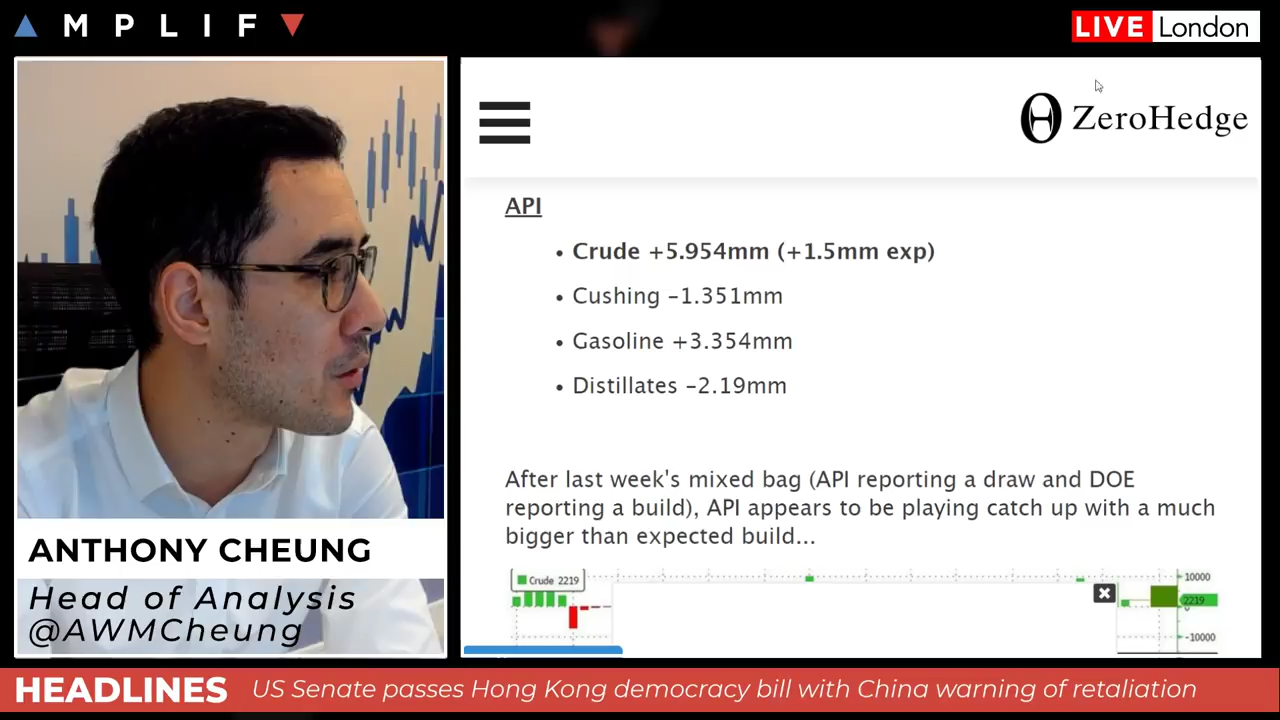 AMPLIFY
LIVE London
ZeroHedge
API
• Crude +5.954mm (+1.5mm exp)
• Cushing -1.351mm
• Gasoline +3.354mm
• Distillates -2.19mm
After last week's mixed bag (API reporting a draw and DOE
reporting a build), API appears to be playing catch up with a much
bigger than expected build...
Crude 2219
10000
2219
0
-10000
ANTHONY CHEUNG
Head of Analysis
@AWMCheung
HEADLINES US Senate passes Hong Kong democracy bill with China warning of retaliation